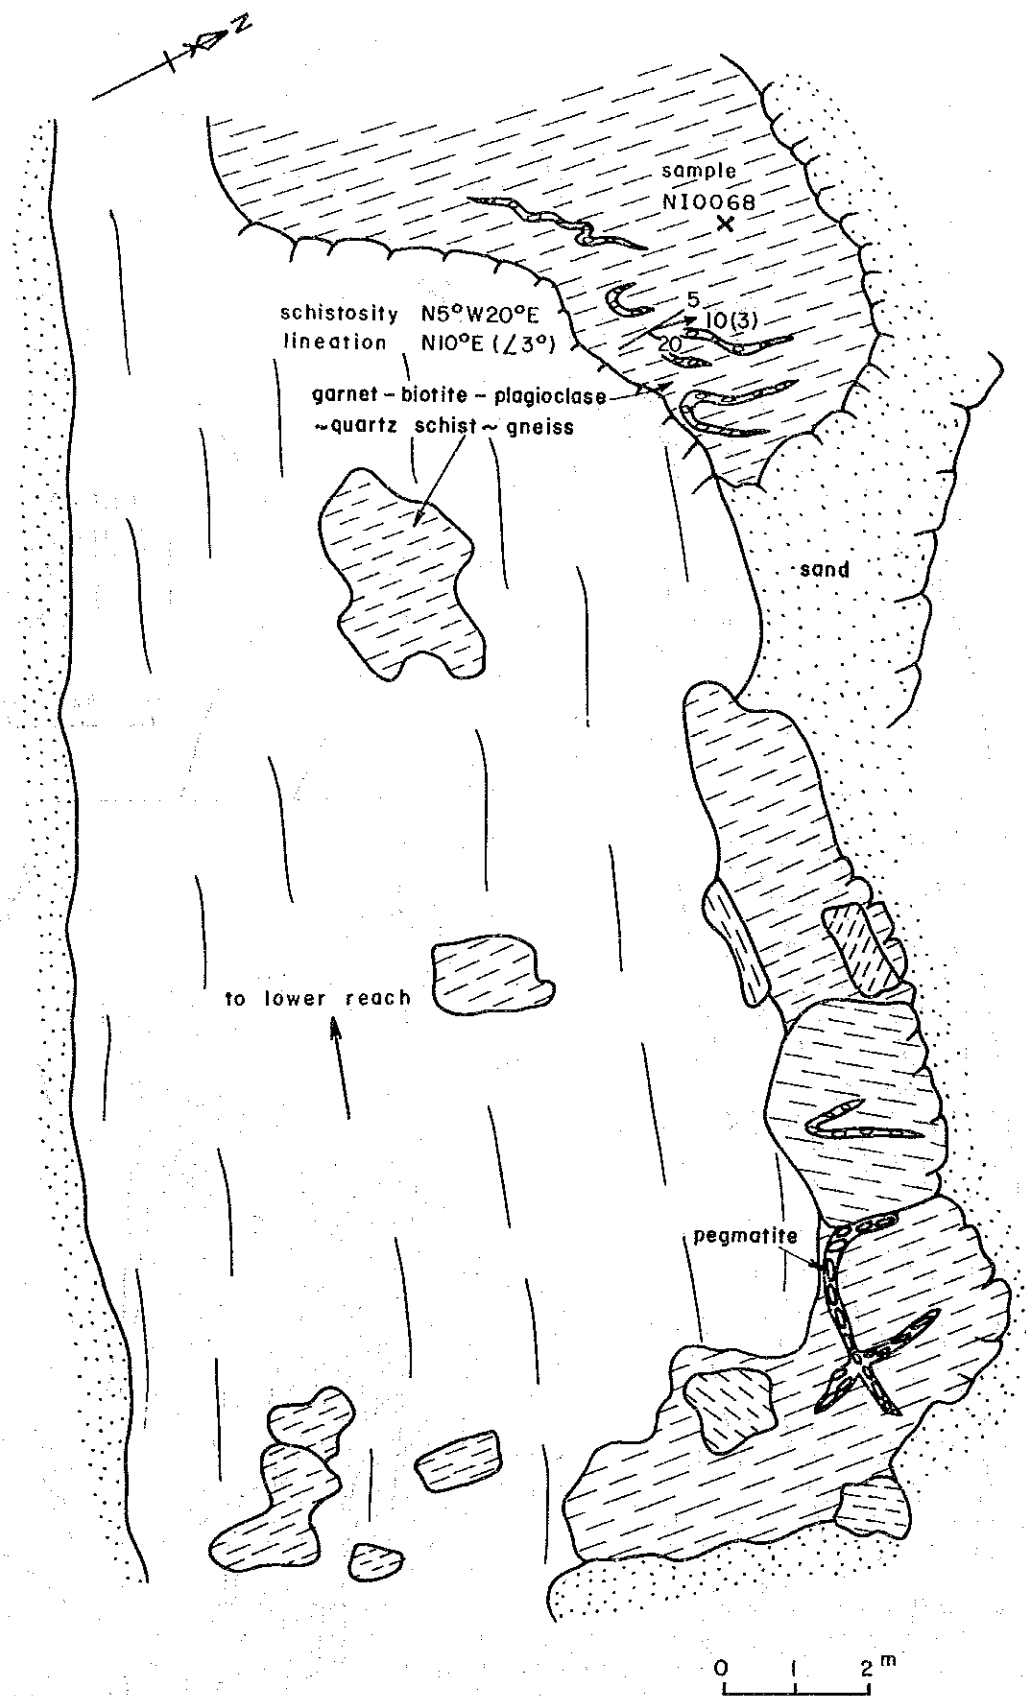 N
sample
NI0068
schistosity N5°W20°E
lineation N10°E (∠3°)
5
10(3)
20
garnet – biotite – plagioclase
~quartz schist ~ gneiss
sand
to lower reach
pegmatite
0 1 2 m